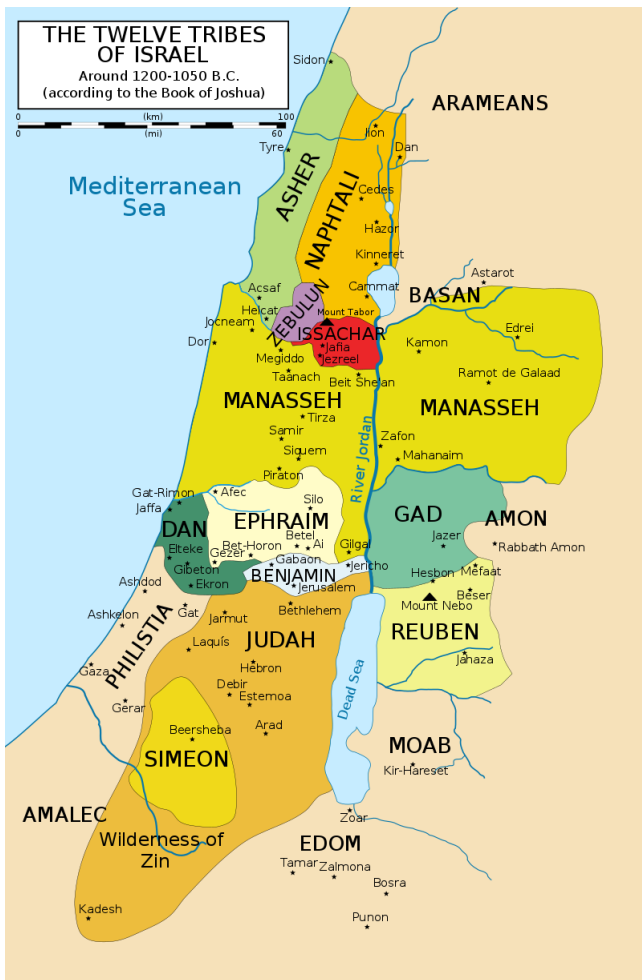 THE TWELVE TRIBES
OF ISRAEL
Around 1200-1050 B.C.
(according to the Book of Joshua)
0 (km) 100
0 (mi) 60
Sidon
ARAMEANS
Ijon
Tyre
Dan
ASHER
Mediterranean
Sea
Cedes
NAPHTALI
Hazor
Kinneret
Astarot
Cammat
BASAN
Acsaf
ZEBULUN
Helcat
Mount Tabor
Jocneam
ISSACHAR
Edrei
Dor
Jafia
Kamon
Megiddo
Jezreel
Taanach
Beit Shean
Ramot de Galaad
MANASSEH
MANASSEH
Tirza
Samir
River Jordan
Zafon
Siquem
Mahanaim
Piraton
Gat-Rimon
Afec
Jaffa
Silo
EPHRAIM
GAD
AMON
DAN
Betel
Jazer
Elteke
Bet-Horon
Ai
Gilgal
Rabbath Amon
Gezer
Gabaon
Jericho
Gibeton
BENJAMIN
Mefaat
Ekron
Jerusalem
Hesbon
Ashdod
Beser
Bethlehem
Mount Nebo
Gat
Jarmut
Ashkelon
REUBEN
JUDAH
PHILISTIA
Laquís
Jahaza
Hebron
Gaza
Debir
Dead Sea
Estemoa
Gerar
Arad
Beersheba
MOAB
SIMEON
Kir-Hareset
AMALEC
Zoar
Wilderness of
Zin
EDOM
Tamar
Zalmona
Bosra
Kadesh
Punon